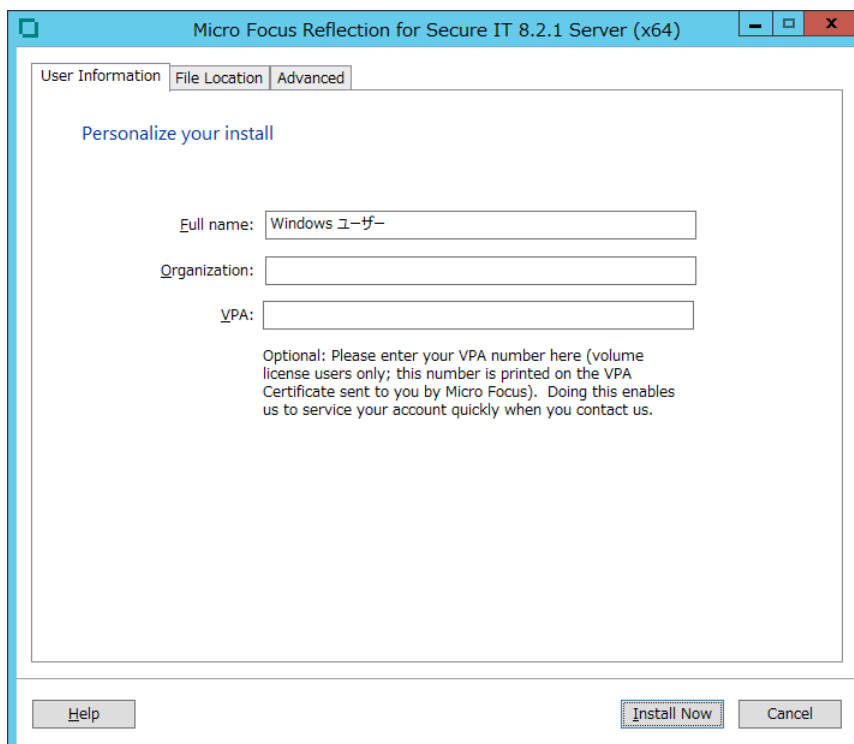 Micro Focus Reflection for Secure IT 8.2.1 Server (x64)
User Information File Location Advanced
Personalize your install
Full name: Windows ユーザー
Organization:
VPA:
Optional: Please enter your VPA number here (volume
license users only; this number is printed on the VPA
Certificate sent to you by Micro Focus). Doing this enables
us to service your account quickly when you contact us.
Help Install Now Cancel